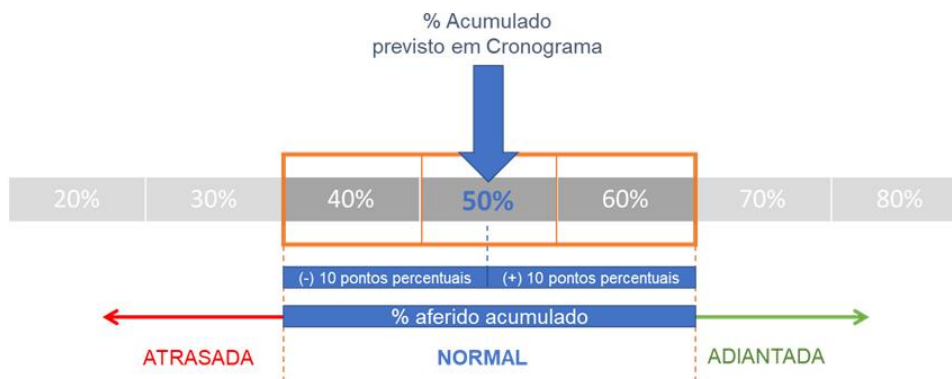 % Acumulado
previsto em Cronograma
20% 30% 40% 50% 60% 70% 80%
(-) 10 pontos percentuais (+) 10 pontos percentuais
% aferido acumulado
ATRASADA NORMAL ADIANTADA